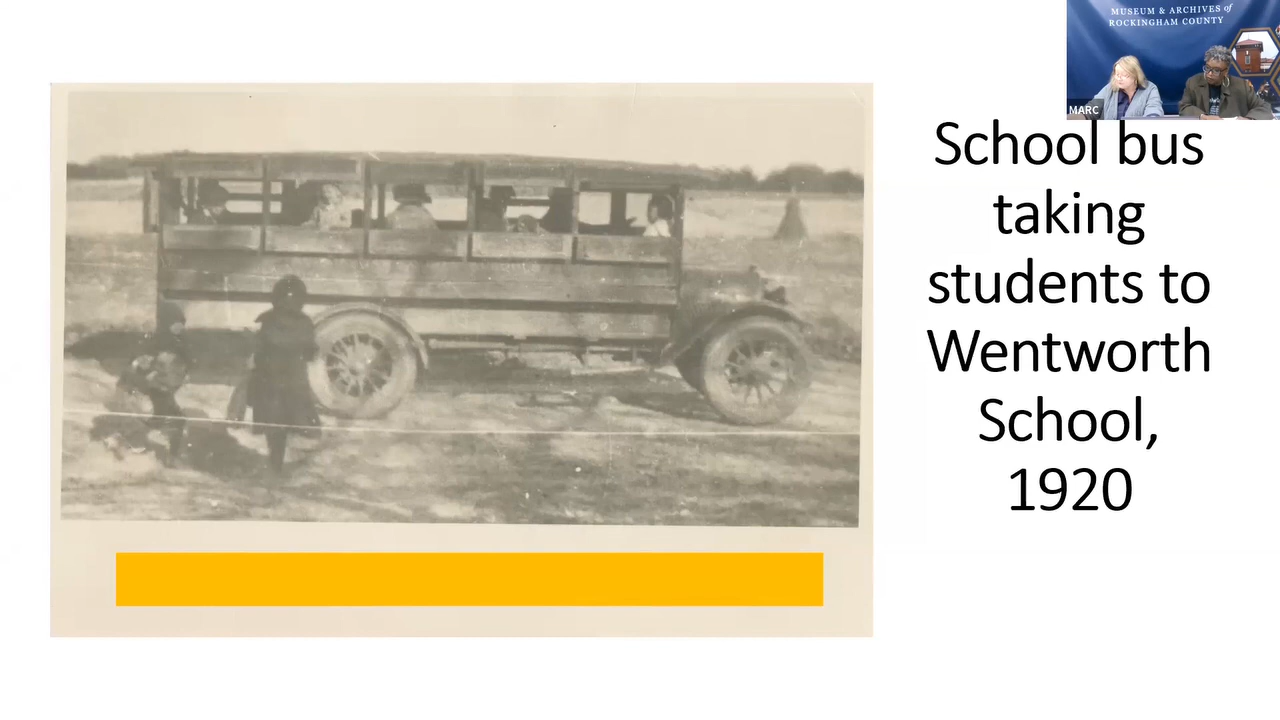 MUSEUM & ARCHIVES of
ROCKINGHAM COUNTY
MARC
School bus
taking
students to
Wentworth
School,
1920